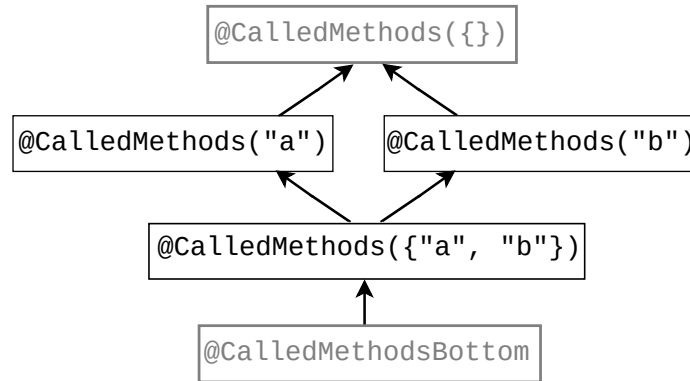 @CalledMethods({})
@CalledMethods("a")
@CalledMethods("b")
@CalledMethods({"a", "b"})
@CalledMethodsBottom